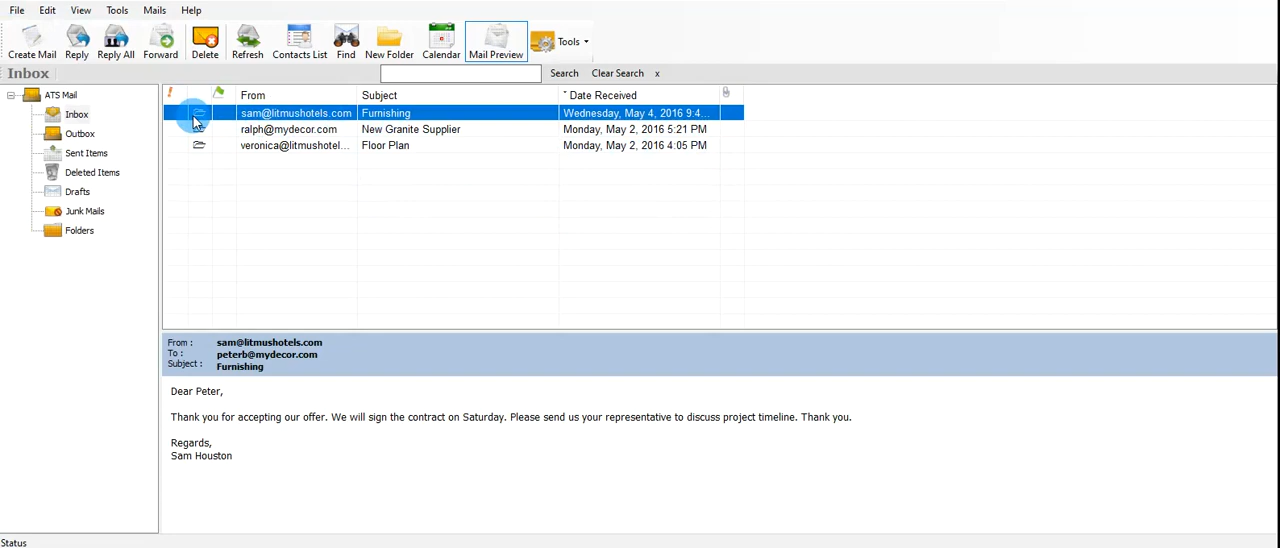 File Edit View Tools Mails Help
Create Mail Reply Reply All Forward Delete Refresh Contacts List Find New Folder Calendar Mail Preview Tools
Inbox Search Clear Search x
ATS Mail
Inbox
Outbox
Sent Items
Deleted Items
Drafts
Junk Mails
Folders
! From Subject Date Received
sam@litmushotels.com Furnishing Wednesday, May 4, 2016 9:4...
ralph@mydecor.com New Granite Supplier Monday, May 2, 2016 5:21 PM
veronica@litmushotel... Floor Plan Monday, May 2, 2016 4:05 PM
From : sam@litmushotels.com
To : peterb@mydecor.com
Subject : Furnishing
Dear Peter,
Thank you for accepting our offer. We will sign the contract on Saturday. Please send us your representative to discuss project timeline. Thank you.
Regards,
Sam Houston
Status